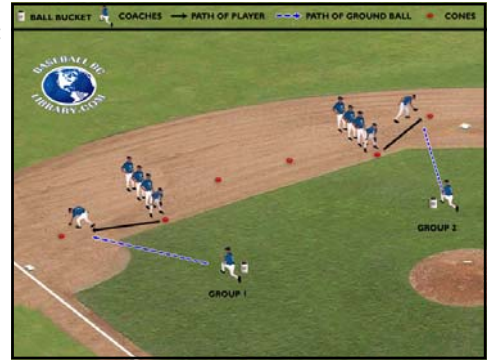 BALL BUCKET COACHES PATH OF PLAYER PATH OF GROUND BALL CONES
BASEBALL DC
LIBRARY.COM
GROUP 2
GROUP 1